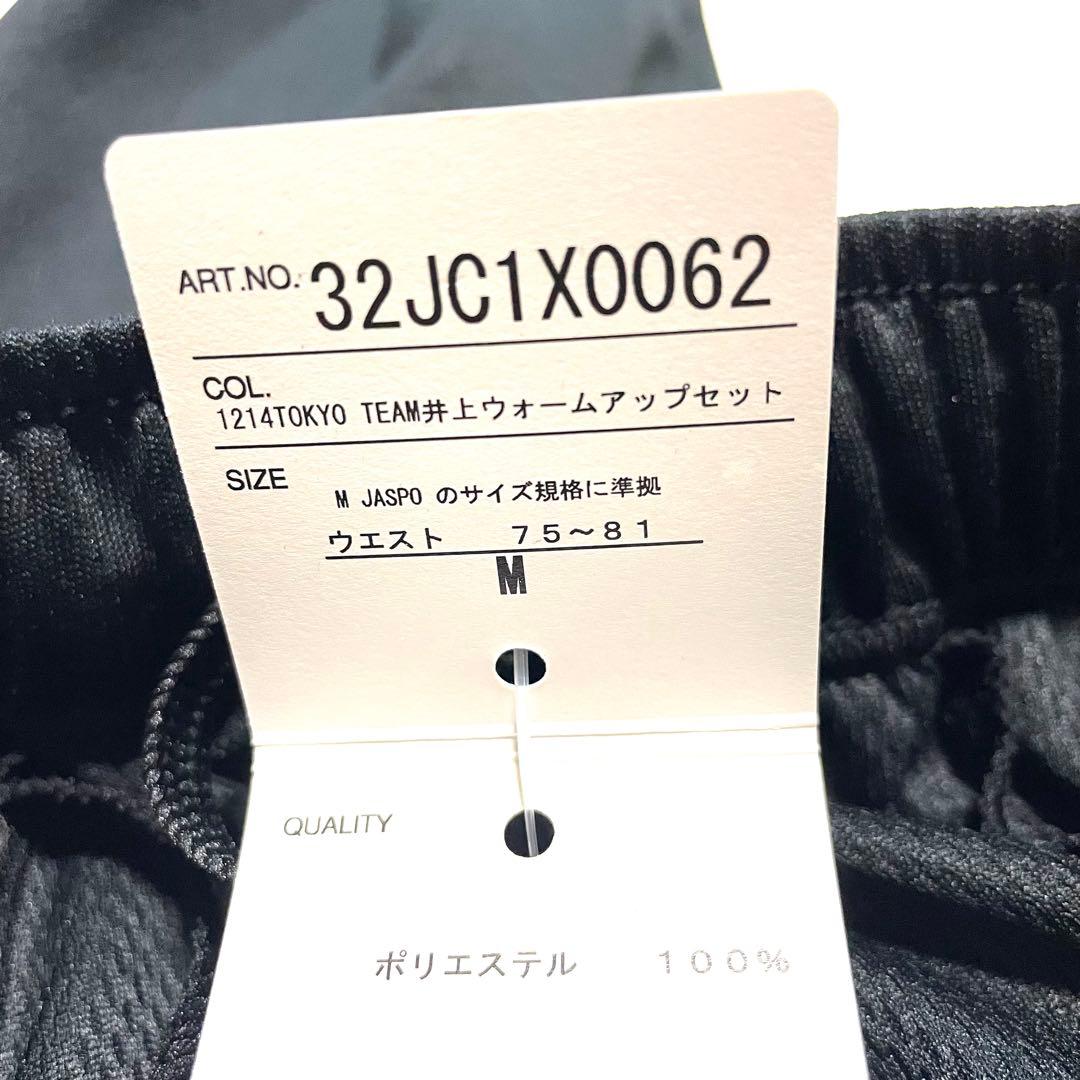 ART.NO. 32JC1X0062
COL.
1214TOKYO TEAM井上ウォームアップセット
SIZE
M JASPO のサイズ規格に準拠
ウエスト 75～81
M
QUALITY
ポリエステル 100%